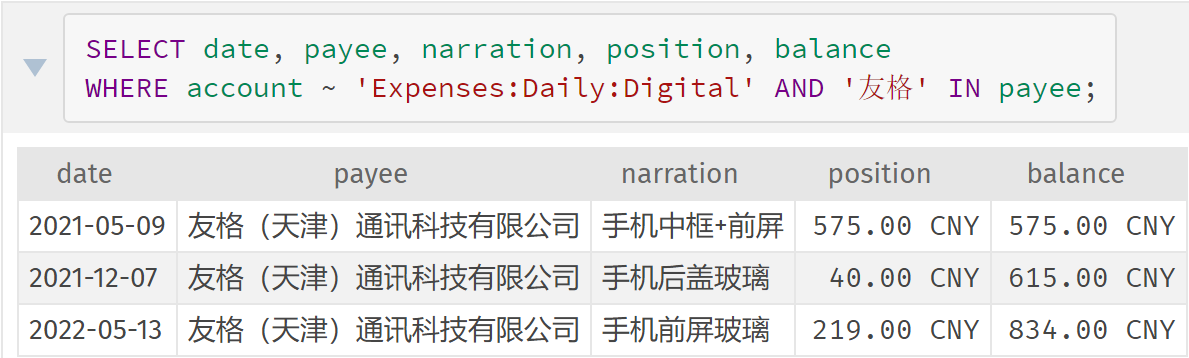 SELECT date, payee, narration, position, balance
WHERE account ~ 'Expenses:Daily:Digital' AND '友格' IN payee;
date payee narration position balance
2021-05-09 友格（天津）通讯科技有限公司 手机中框+前屏 575.00 CNY 575.00 CNY
2021-12-07 友格（天津）通讯科技有限公司 手机后盖玻璃 40.00 CNY 615.00 CNY
2022-05-13 友格（天津）通讯科技有限公司 手机前屏玻璃 219.00 CNY 834.00 CNY